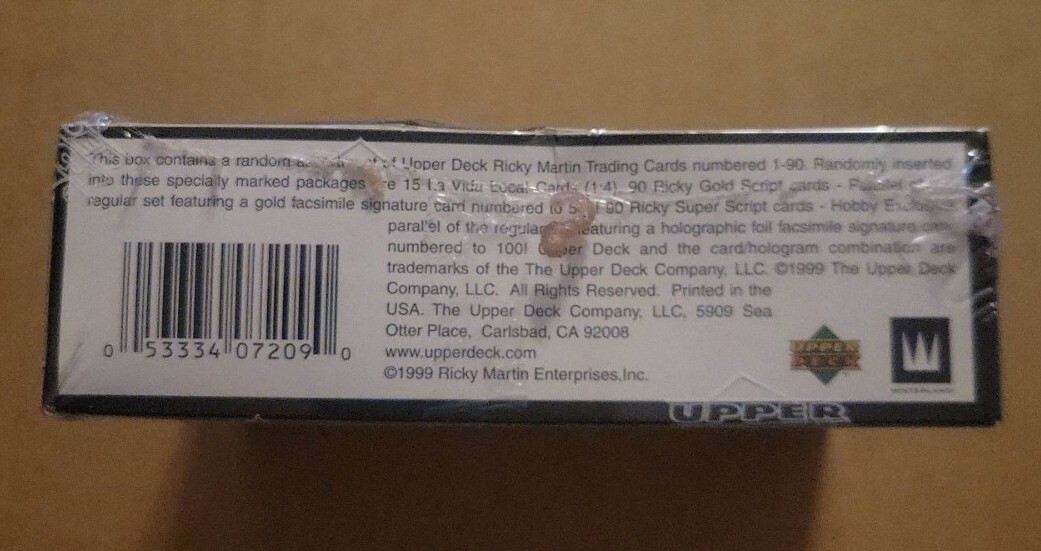 This box contains a random of Upper Deck Ricky Martin Trading Cards numbered 1-90. Randomly inserted
into these specially marked packages are 15 La Vida Loca! Cards (1:4), 90 Ricky Gold Script cards - Parallel
regular set featuring a gold facsimile signature card numbered to 90 Ricky Super Script cards - Hobby Exclusive
parallel of the regular featuring a holographic foil facsimile signature
numbered to 100! Upper Deck and the card/hologram combination are
trademarks of the The Upper Deck Company, LLC. ©1999 The Upper Deck
Company, LLC. All Rights Reserved. Printed in the
USA. The Upper Deck Company, LLC, 5909 Sea
Otter Place, Carlsbad, CA 92008
www.upperdeck.com
©1999 Ricky Martin Enterprises,Inc.
0 53334 07209 0
UPPER DECK
W
WINTERLAND
UPPER